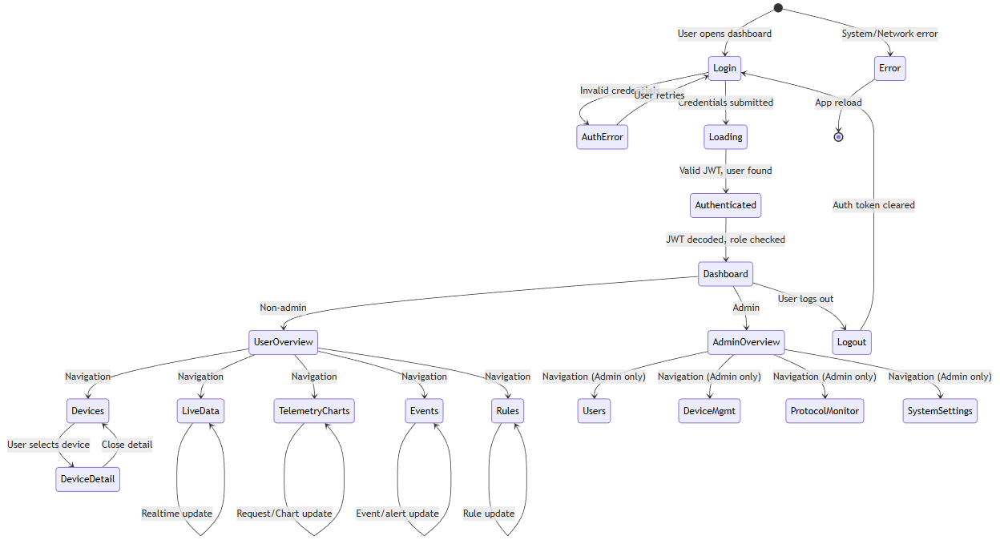 User opens dashboard
System/Network error
Login
Error
Invalid credentials
User retries
Credentials submitted
App reload
AuthError
Loading
Valid JWT, user found
Authenticated
Auth token cleared
JWT decoded, role checked
Dashboard
Non-admin
Admin
User logs out
UserOverview
AdminOverview
Logout
Navigation
Navigation
Navigation
Navigation
Navigation
Navigation (Admin only)
Navigation (Admin only)
Navigation (Admin only)
Navigation (Admin only)
Devices
LiveData
TelemetryCharts
Events
Rules
Users
DeviceMgmt
ProtocolMonitor
SystemSettings
User selects device
Close detail
DeviceDetail
Realtime update
Request/Chart update
Event/alert update
Rule update